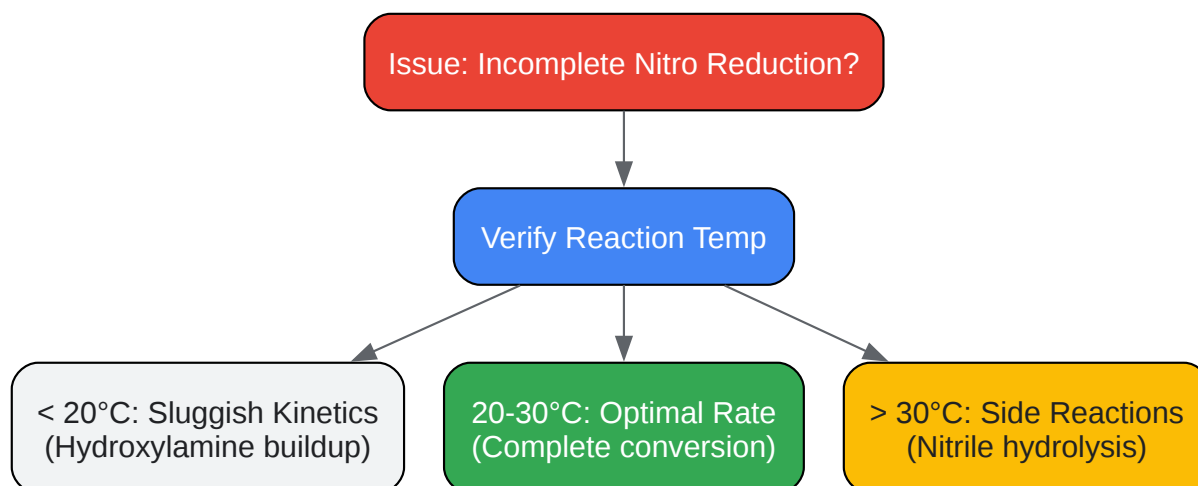 Issue: Incomplete Nitro Reduction?
Verify Reaction Temp
< 20°C: Sluggish Kinetics
(Hydroxylamine buildup)
20-30°C: Optimal Rate
(Complete conversion)
> 30°C: Side Reactions
(Nitrile hydrolysis)